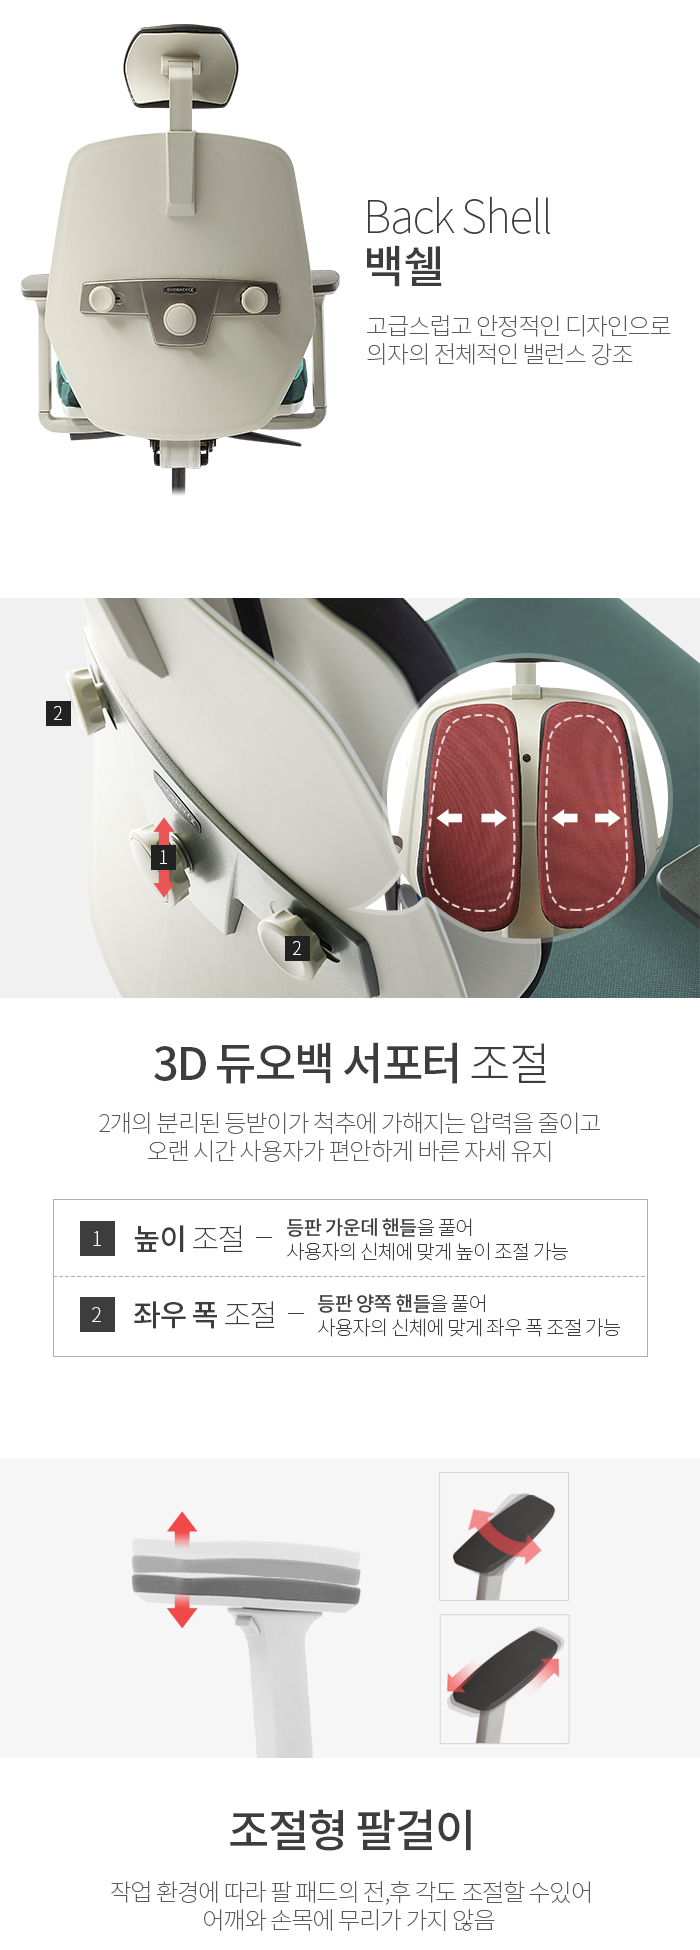 DUOBACK
Back Shell
백쉘
고급스럽고 안정적인 디자인으로
의자의 전체적인 밸런스 강조
2
1
2
3D 듀오백 서포터 조절
2개의 분리된 등받이가 척추에 가해지는 압력을 줄이고
오랜 시간 사용자가 편안하게 바른 자세 유지
1 높이 조절 – 등판 가운데 핸들을 풀어
사용자의 신체에 맞게 높이 조절 가능
2 좌우 폭 조절 – 등판 양쪽 핸들을 풀어
사용자의 신체에 맞게 좌우 폭 조절 가능
조절형 팔걸이
작업 환경에 따라 팔 패드의 전,후 각도 조절할 수있어
어깨와 손목에 무리가 가지 않음